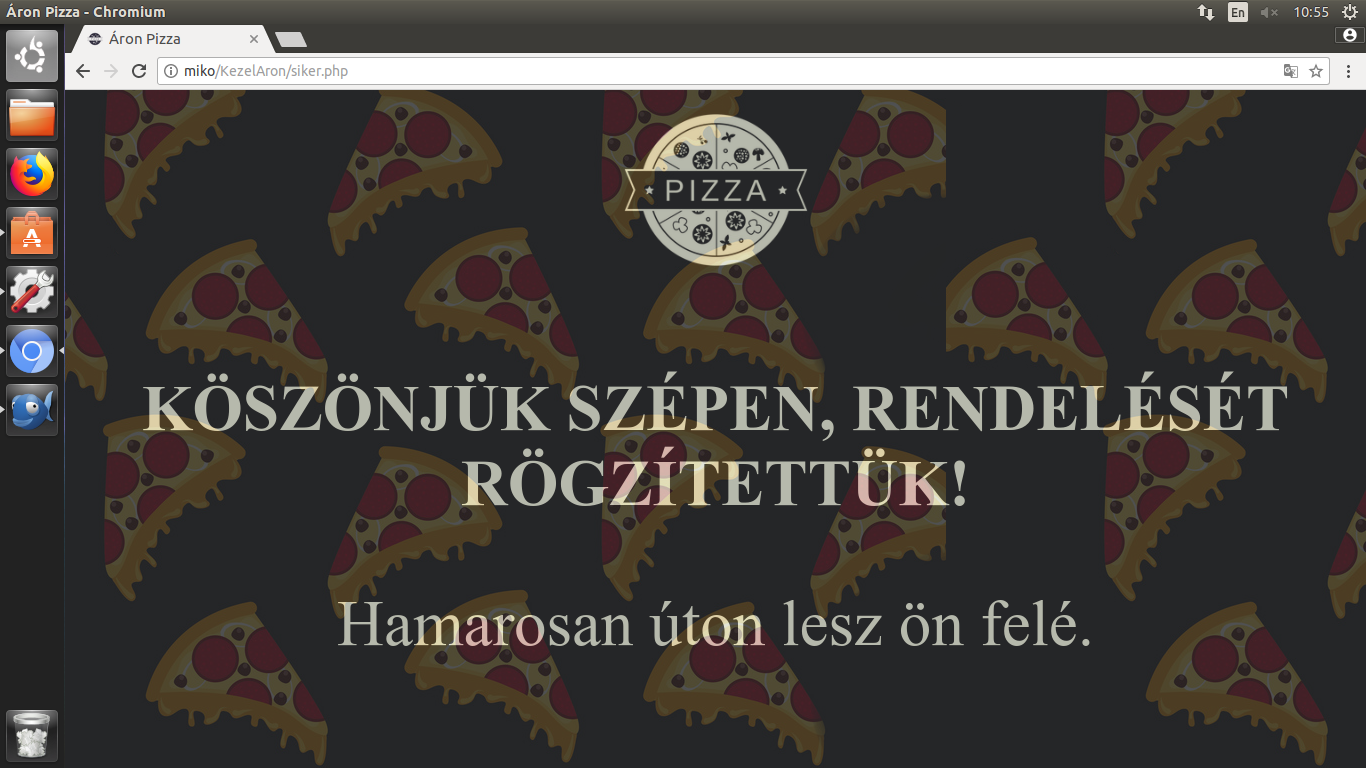 Áron Pizza - Chromium
En
10:55
Áron Pizza
miko/KezelAron/siker.php
PIZZA
KÖSZÖNJÜK SZÉPEN, RENDELÉSÉT
RÖGZÍTETTÜK!
Hamarosan úton lesz ön felé.